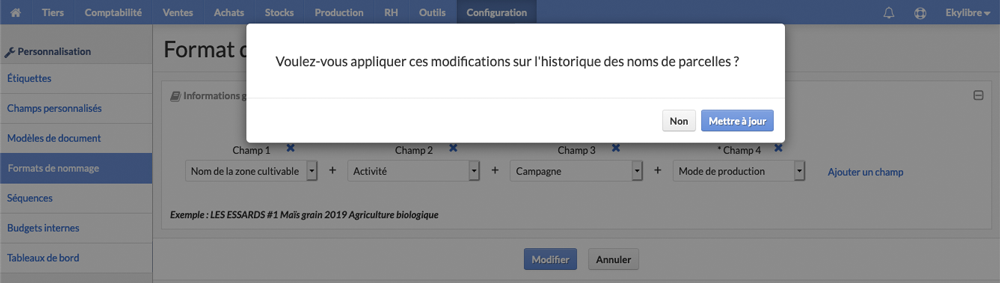 Tiers Comptabilité Ventes Achats Stocks Production RH Outils Configuration Ekylibre
Personnalisation
Étiquettes
Champs personnalisés
Modèles de document
Formats de nommage
Séquences
Budgets internes
Tableaux de bord
Format d
Voulez-vous appliquer ces modifications sur l'historique des noms de parcelles ?
Non Mettre à jour
Informations g
Champ 1 Champ 2 Champ 3 * Champ 4
Nom de la zone cultivable + Activité + Campagne + Mode de production Ajouter un champ
Exemple : LES ESSARDS #1 Maïs grain 2019 Agriculture biologique
Modifier Annuler